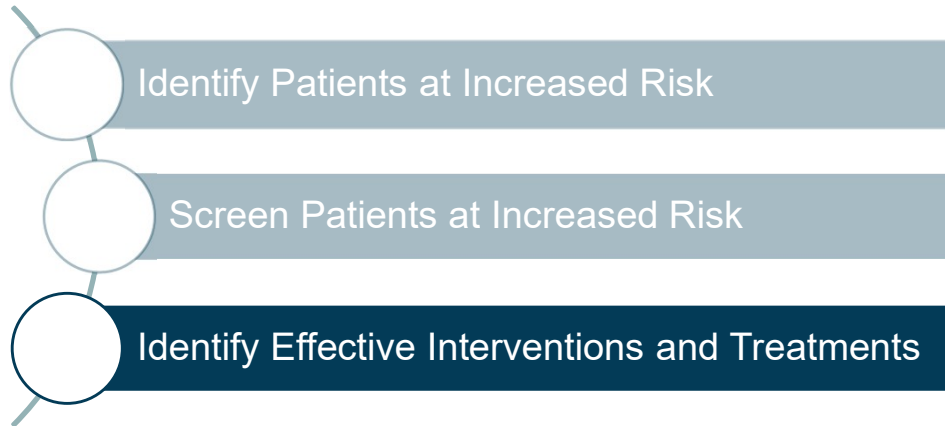 Identify Patients at Increased Risk
Screen Patients at Increased Risk
Identify Effective Interventions and Treatments